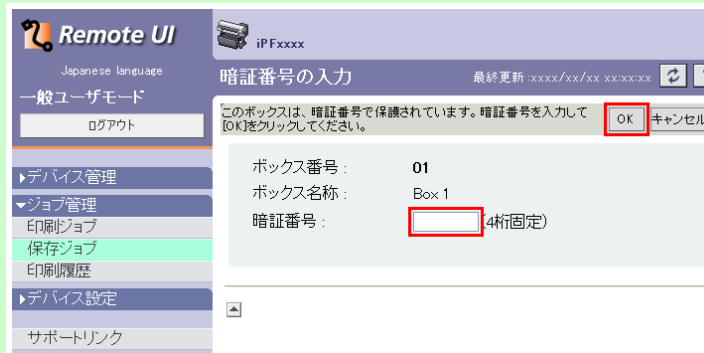 Remote UI
Japanese language
一般ユーザモード
ログアウト
▶デバイス管理
▼ジョブ管理
印刷ジョブ
保存ジョブ
印刷履歴
▶デバイス設定
サポートリンク
iPFxxxx
暗証番号の入力
最終更新:xxxx/xx/xx xx:xx:xx
このボックスは、暗証番号で保護されています。暗証番号を入力して
[OK]をクリックしてください。
OK
キャンセル
ボックス番号: 01
ボックス名称: Box 1
暗証番号: (4桁固定)